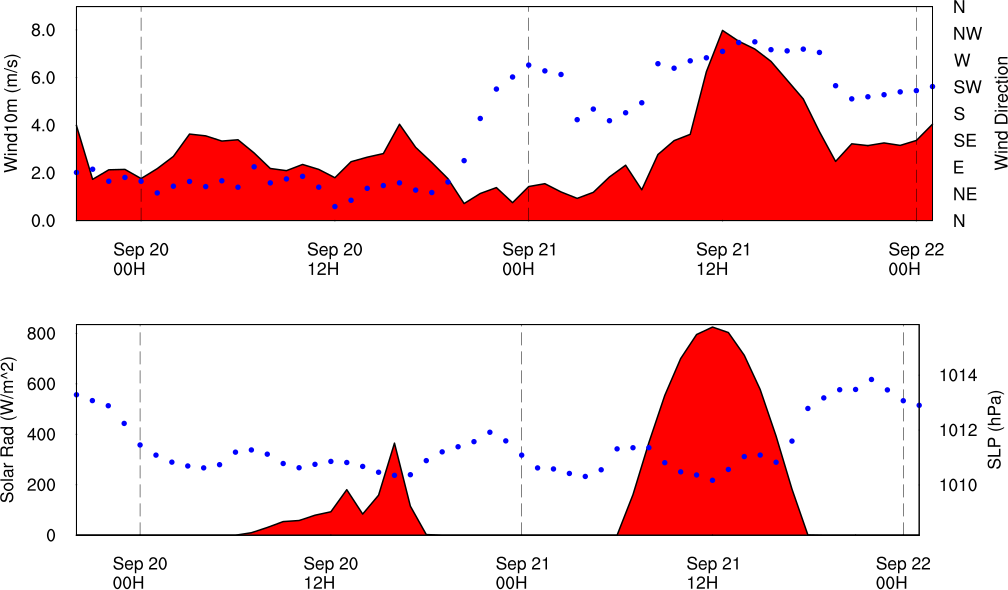 N
8.0
NW
W
6.0
SW
4.0
S
SE
2.0
E
NE
0.0
N
Wind10m (m/s)
Wind Direction
Sep 20
00H
Sep 20
12H
Sep 21
00H
Sep 21
12H
Sep 22
00H
800
600
400
200
0
1014
1012
1010
Solar Rad (W/m^2)
SLP (hPa)
Sep 20
00H
Sep 20
12H
Sep 21
00H
Sep 21
12H
Sep 22
00H